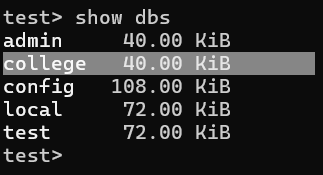 test> show dbs
admin     40.00 KiB
college   40.00 KiB
config   108.00 KiB
local     72.00 KiB
test      72.00 KiB
test>